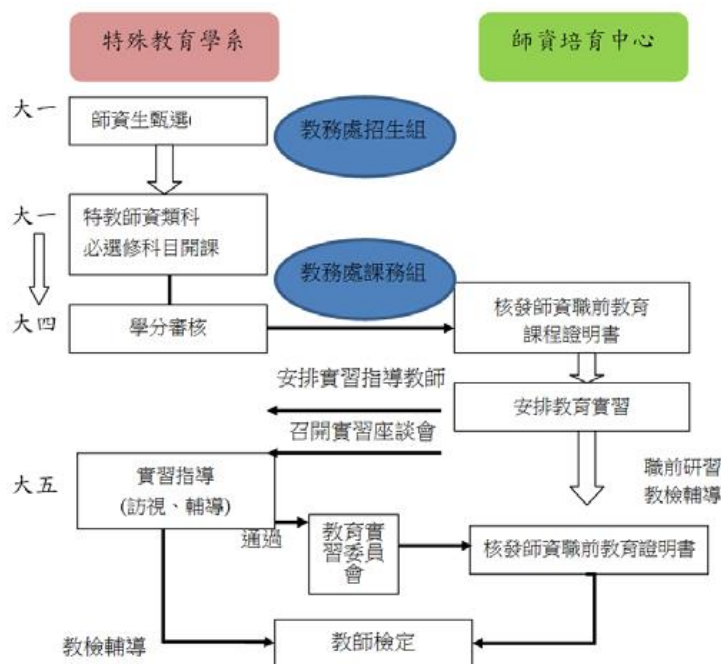 特殊教育學系
師資培育中心
大一
師資生甄選
教務處招生組
大一
特教師資類科
必選修科目開課
教務處課務組
大四
學分審核
核發師資職前教育
課程證明書
安排實習指導教師
安排教育實習
召開實習座談會
大五
實習指導
(訪視、輔導)
職前研習
教檢輔導
通過
教育實
習委員
會
核發師資職前教育證明書
教檢輔導
教師檢定